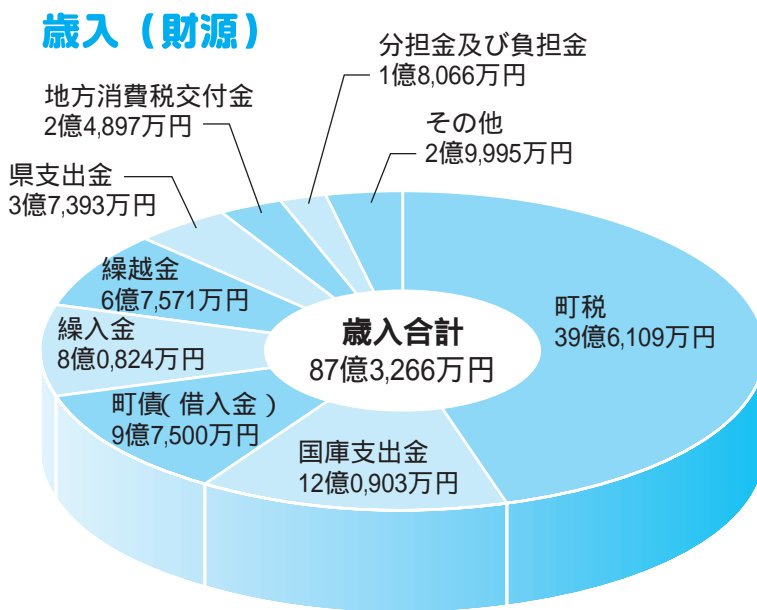 歳入（財源）
分担金及び負担金
1億8,066万円
地方消費税交付金
2億4,897万円
その他
2億9,995万円
県支出金
3億7,393万円
繰越金
6億7,571万円
町税
39億6,109万円
繰入金
8億0,824万円
歳入合計
87億3,266万円
町債（借入金）
9億7,500万円
国庫支出金
12億0,903万円